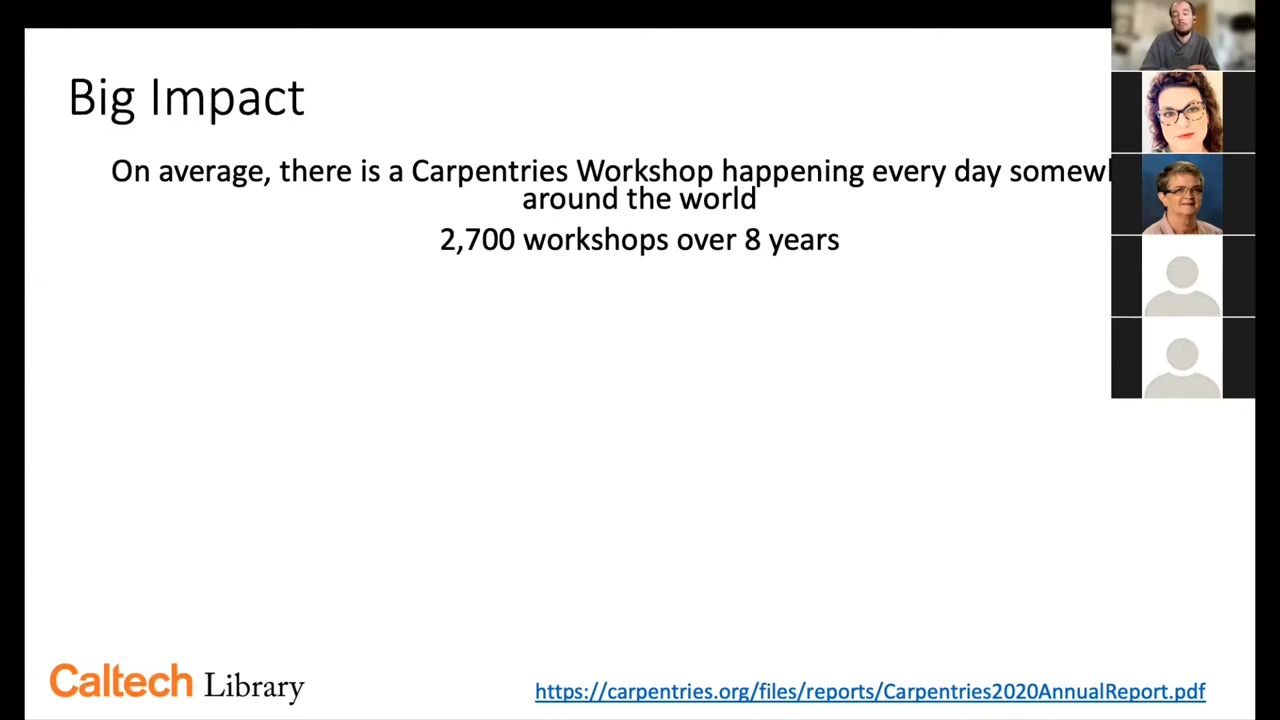 Big Impact
On average, there is a Carpentries Workshop happening every day
around the world
2,700 workshops over 8 years
Caltech Library
https://carpentries.org/files/reports/Carpentries2020AnnualReport.pdf